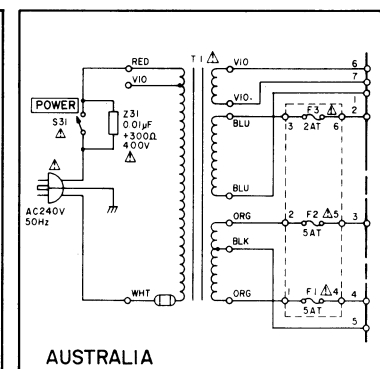 RED
T1
VIO
6
VIO
7
POWER
S31
Z31
0.01μF
+300Ω
400V
VIO.
1
BLU
F3
2
3
2AT
6
BLU
AC240V
50Hz
ORG
2
F2
5
3
BLK
5AT
WHT
ORG
1
F1
4
4
5AT
5
AUSTRALIA